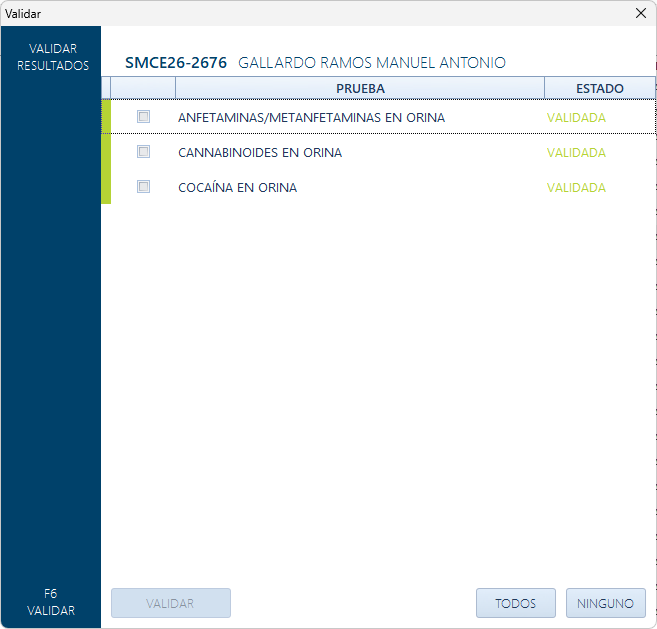 Validar
VALIDAR
RESULTADOS
SMCE26-2676 GALLARDO RAMOS MANUEL ANTONIO
PRUEBA ESTADO
ANFETAMINAS/METANFETAMINAS EN ORINA VALIDADA
CANNABINOIDES EN ORINA VALIDADA
COCAÍNA EN ORINA VALIDADA
F6
VALIDAR
VALIDAR TODOS NINGUNO